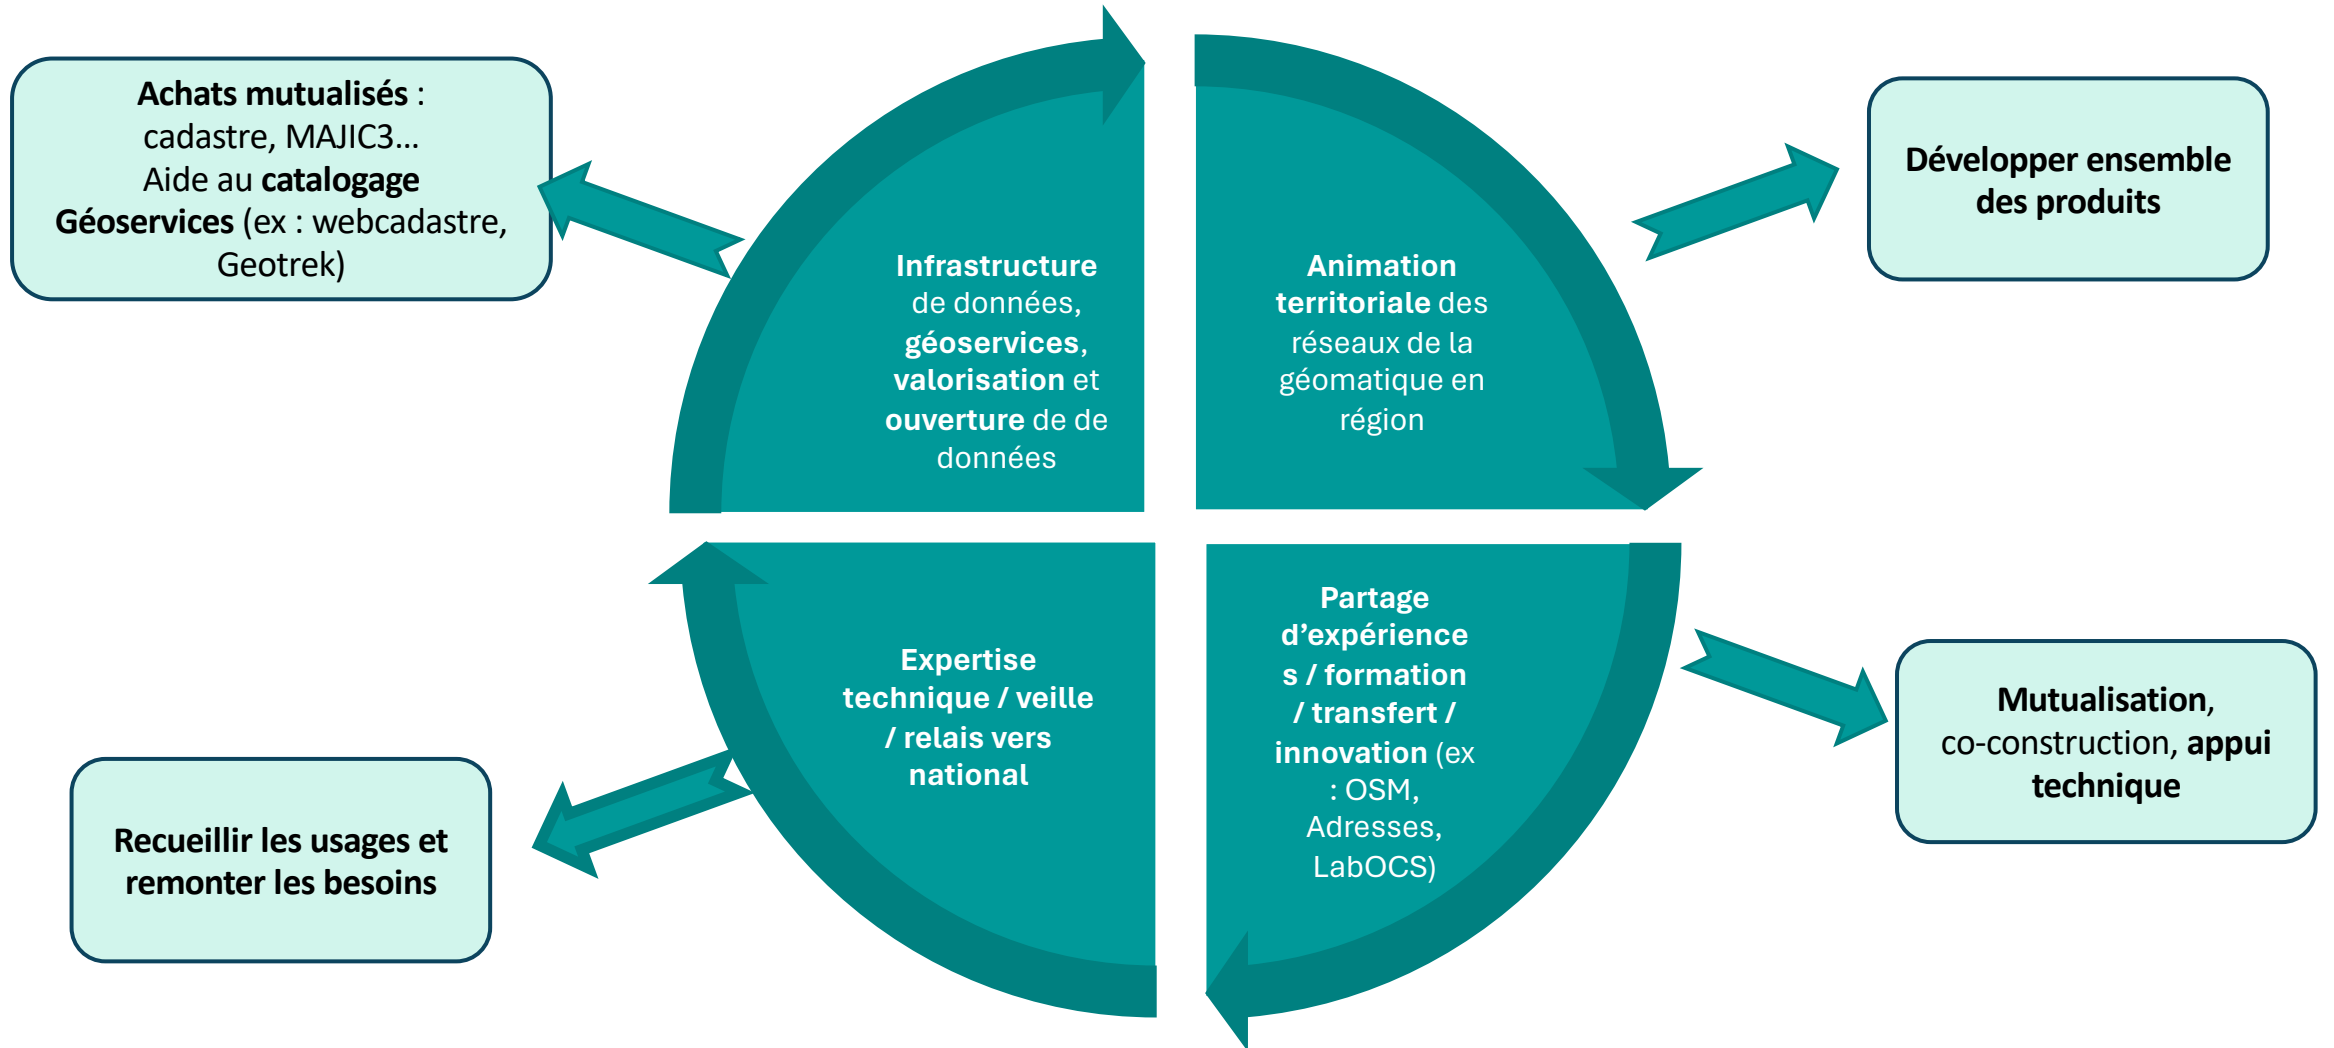 Achats mutualisés :
cadastre, MAJIC3...
Aide au catalogage
Géoservices (ex : webcadastre,
Geotrek)
Infrastructure
de données,
géoservices,
valorisation et
ouverture de de
données
Animation
territoriale des
réseaux de la
géomatique en
région
Développer ensemble
des produits
Expertise
technique / veille
/ relais vers
national
Partage
d’expérience
s / formation
/ transfert /
innovation (ex
: OSM,
Adresses,
LabOCS)
Recueillir les usages et
remonter les besoins
Mutualisation,
co-construction, appui
technique